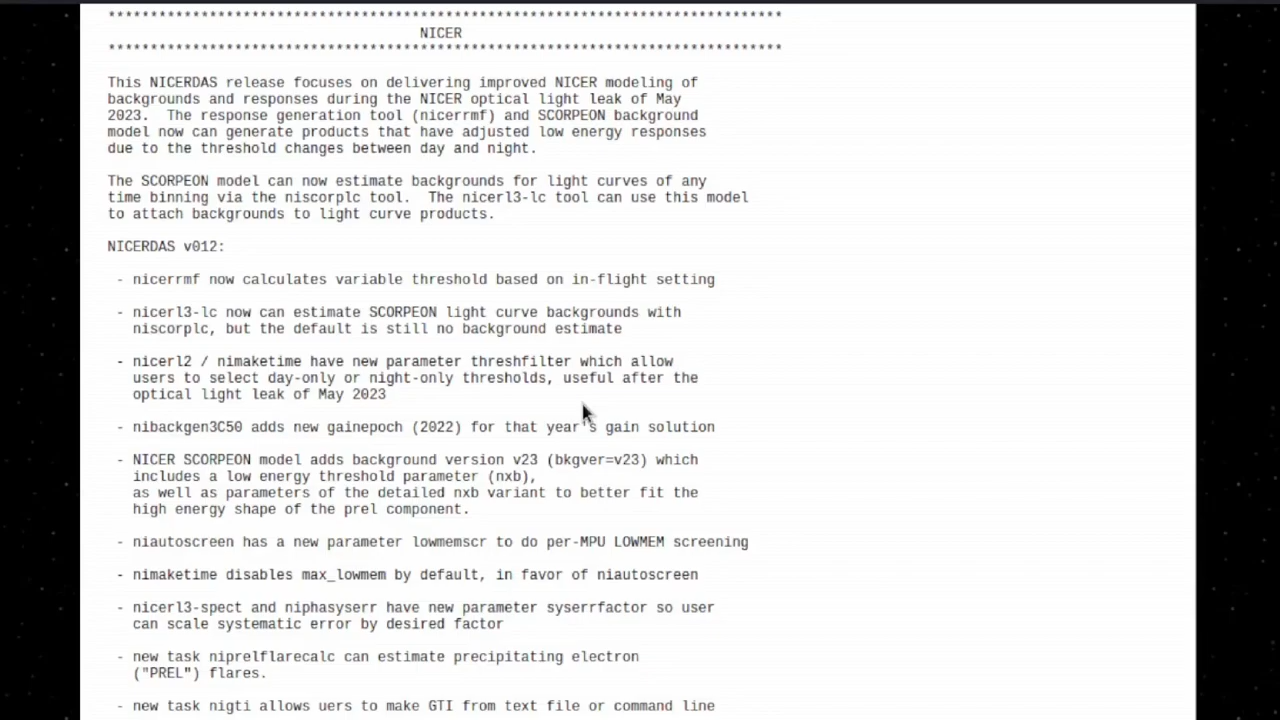 ********************************************************************************
NICER
********************************************************************************
This NICERDAS release focuses on delivering improved NICER modeling of
backgrounds and responses during the NICER optical light leak of May
2023.  The response generation tool (nicerrmf) and SCORPEON background
model now can generate products that have adjusted low energy responses
due to the threshold changes between day and night.
The SCORPEON model can now estimate backgrounds for light curves of any
time binning via the niscorplc tool.  The nicerl3-lc tool can use this model
to attach backgrounds to light curve products.
NICERDAS v012:
- nicerrmf now calculates variable threshold based on in-flight setting
- nicerl3-lc now can estimate SCORPEON light curve backgrounds with
niscorplc, but the default is still no background estimate
- nicerl2 / nimaketime have new parameter threshfilter which allow
users to select day-only or night-only thresholds, useful after the
optical light leak of May 2023
- nibackgen3C50 adds new gainepoch (2022) for that year's gain solution
- NICER SCORPEON model adds background version v23 (bkgver=v23) which
includes a low energy threshold parameter (nxb),
as well as parameters of the detailed nxb variant to better fit the
high energy shape of the prel component.
- niautoscreen has a new parameter lowmemscr to do per-MPU LOWMEM screening
- nimaketime disables max_lowmem by default, in favor of niautoscreen
- nicerl3-spect and niphasyserr have new parameter syserrfactor so user
can scale systematic error by desired factor
- new task niprelflarecalc can estimate precipitating electron
("PREL") flares.
- new task nigti allows uers to make GTI from text file or command line